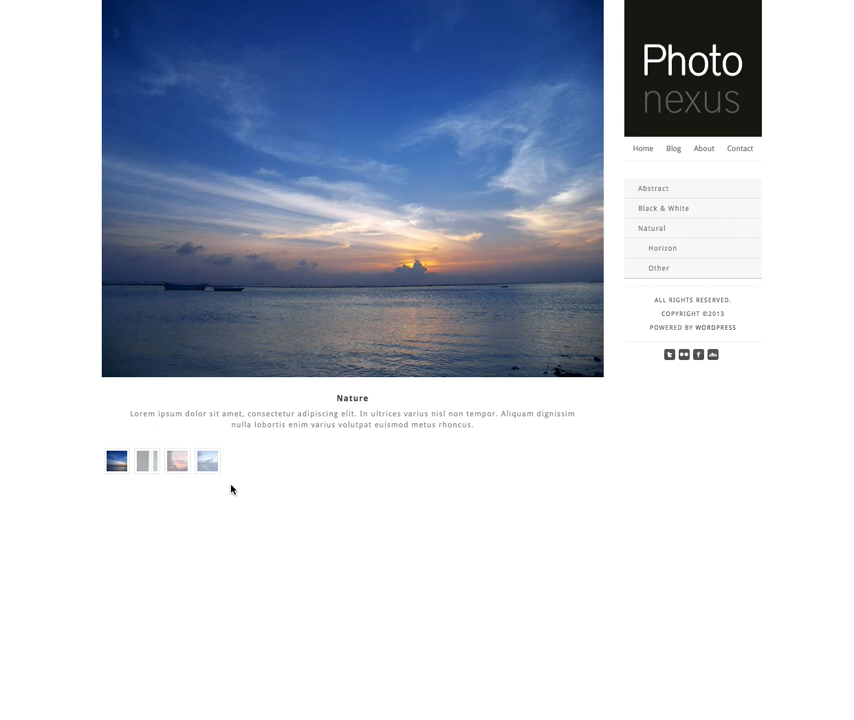 Photo
nexus
Home Blog About Contact
Abstract
Black & White
Natural
Horizon
Other
ALL RIGHTS RESERVED.
COPYRIGHT ©2013
POWERED BY WORDPRESS
Nature
Lorem ipsum dolor sit amet, consectetur adipiscing elit. In ultrices varius nisl non tempor. Aliquam dignissim
nulla lobortis enim varius volutpat euismod metus rhoncus.